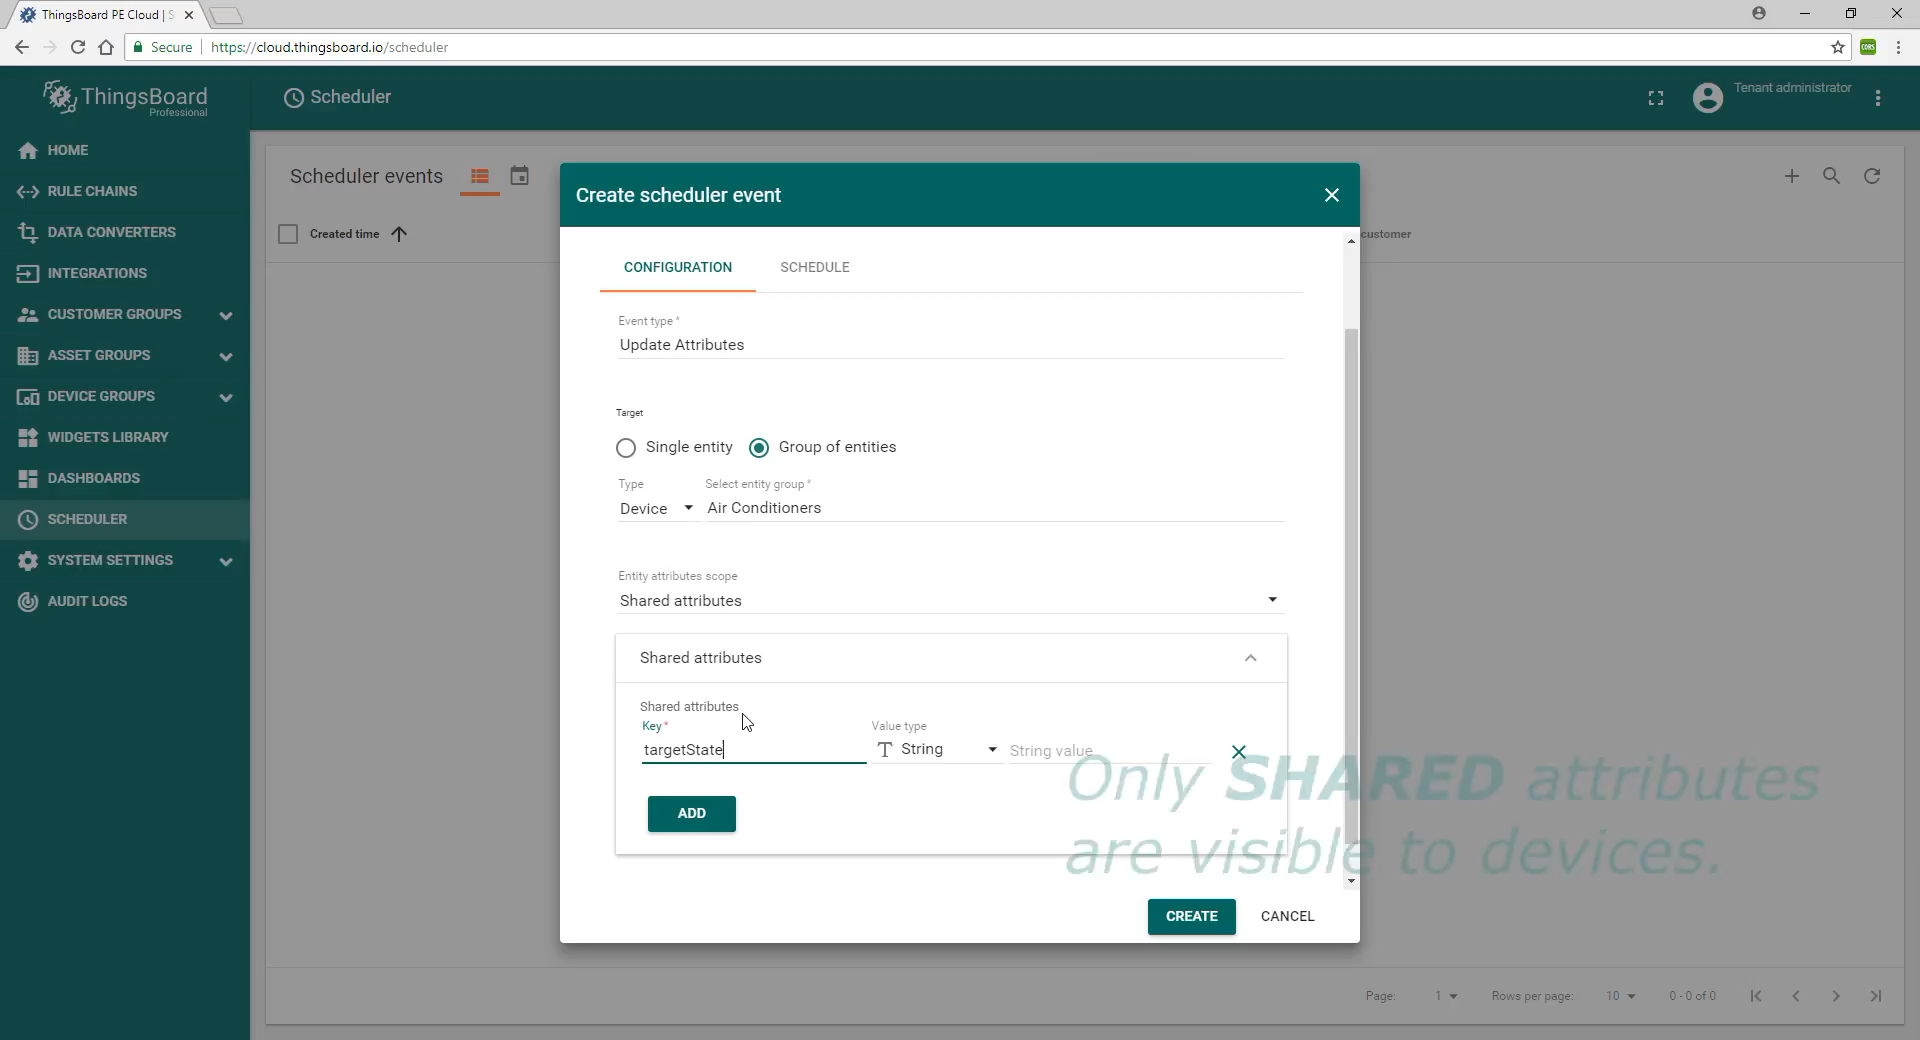 ThingsBoard PE Cloud | S
Secure
https://cloud.thingsboard.io/scheduler
CORS
ThingsBoard
Professional
Scheduler
Tenant administrator
HOME
RULE CHAINS
DATA CONVERTERS
INTEGRATIONS
CUSTOMER GROUPS
ASSET GROUPS
DEVICE GROUPS
WIDGETS LIBRARY
DASHBOARDS
SCHEDULER
SYSTEM SETTINGS
AUDIT LOGS
Scheduler events
Created time
customer
Create scheduler event
CONFIGURATION
SCHEDULE
Event type *
Update Attributes
Target
Single entity
Group of entities
Type
Select entity group *
Device
Air Conditioners
Entity attributes scope
Shared attributes
Shared attributes
Shared attributes
Key *
Value type
targetState
String
String value
ADD
Only SHARED attributes
are visible to devices.
CREATE
CANCEL
Page:
1
Rows per page:
10
0 - 0 of 0